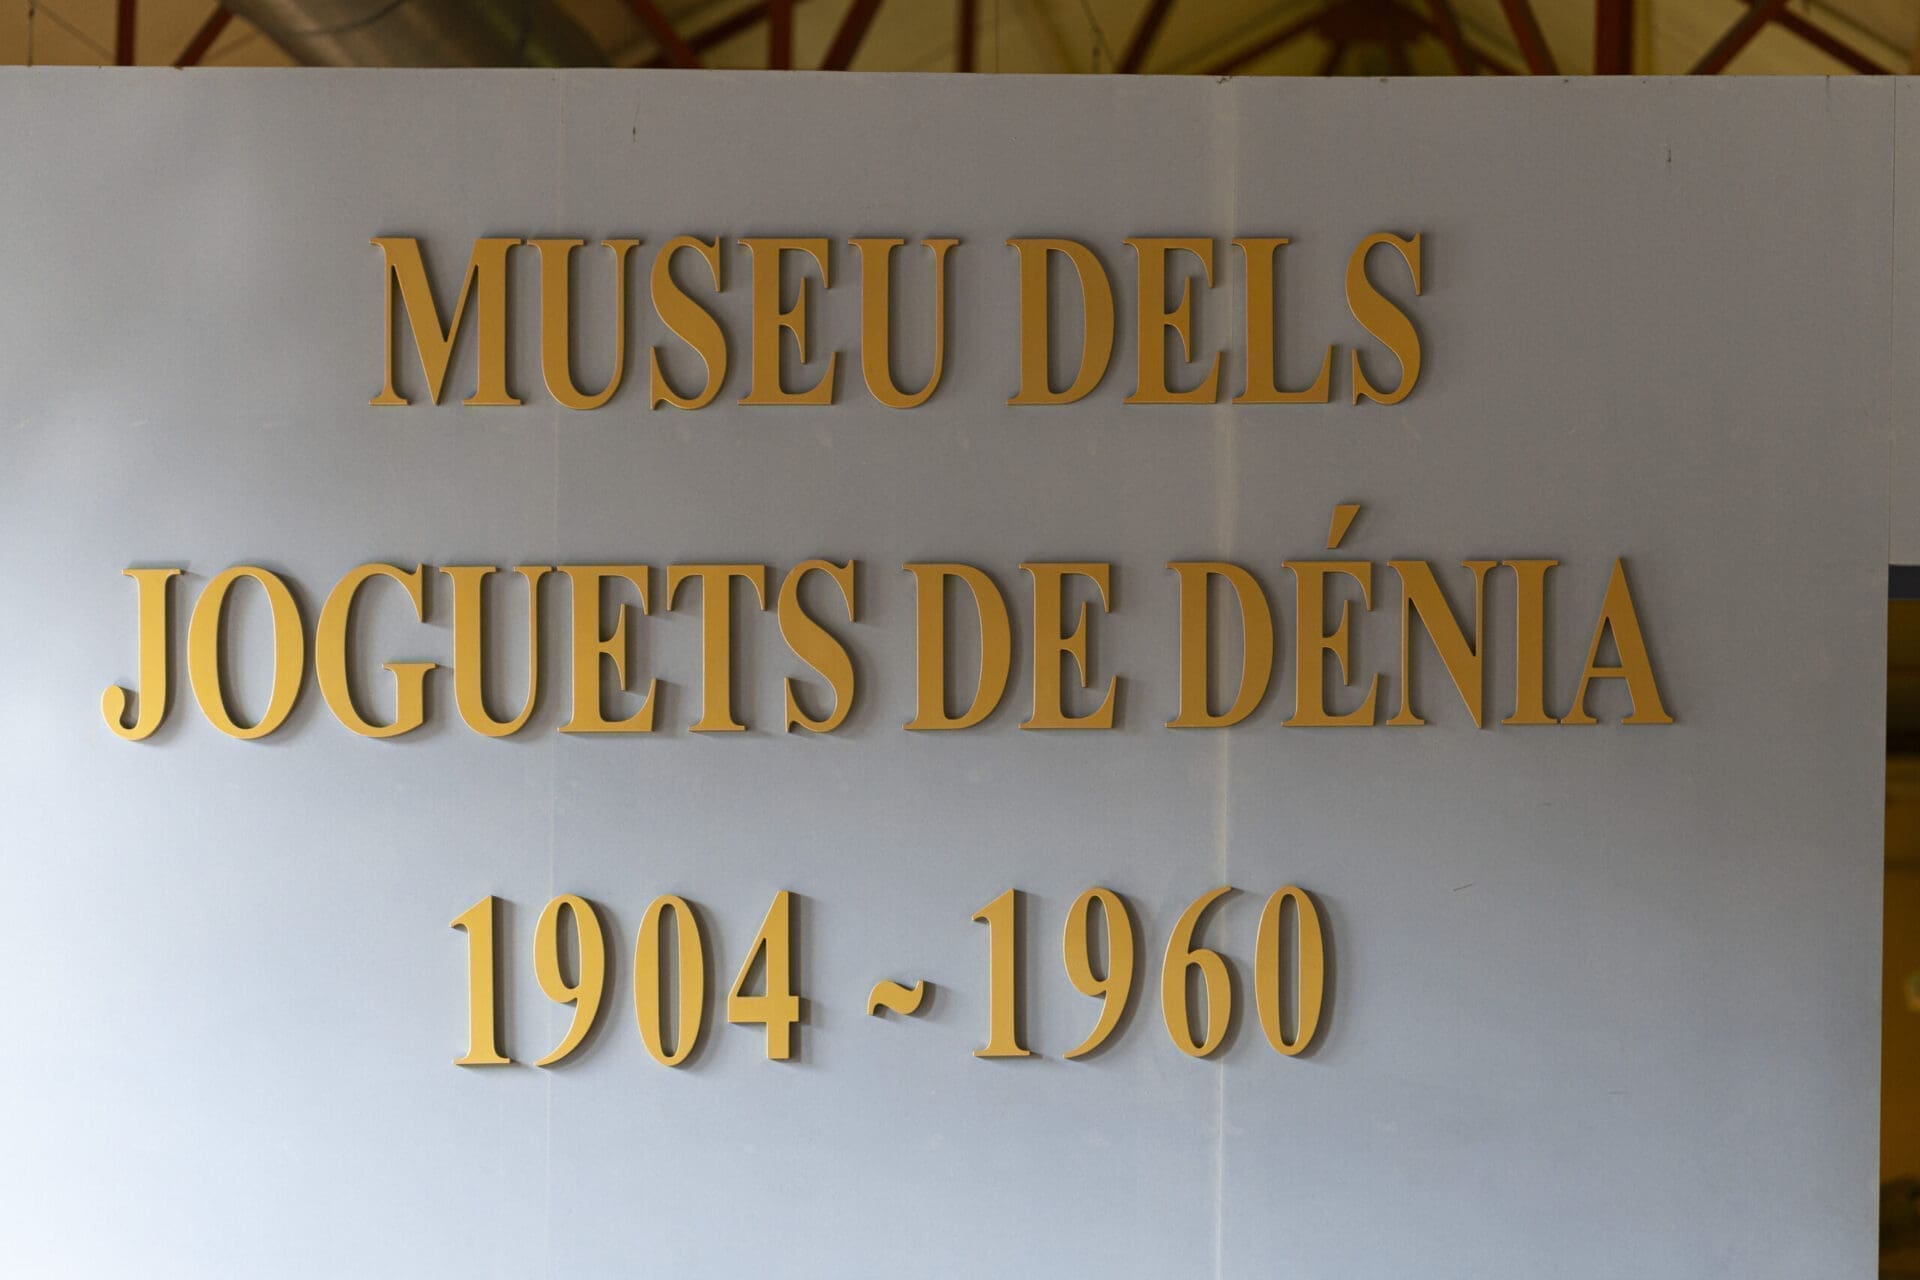 MUSEU DELS
JOGUETS DE DÉNIA
1904 ~ 1960